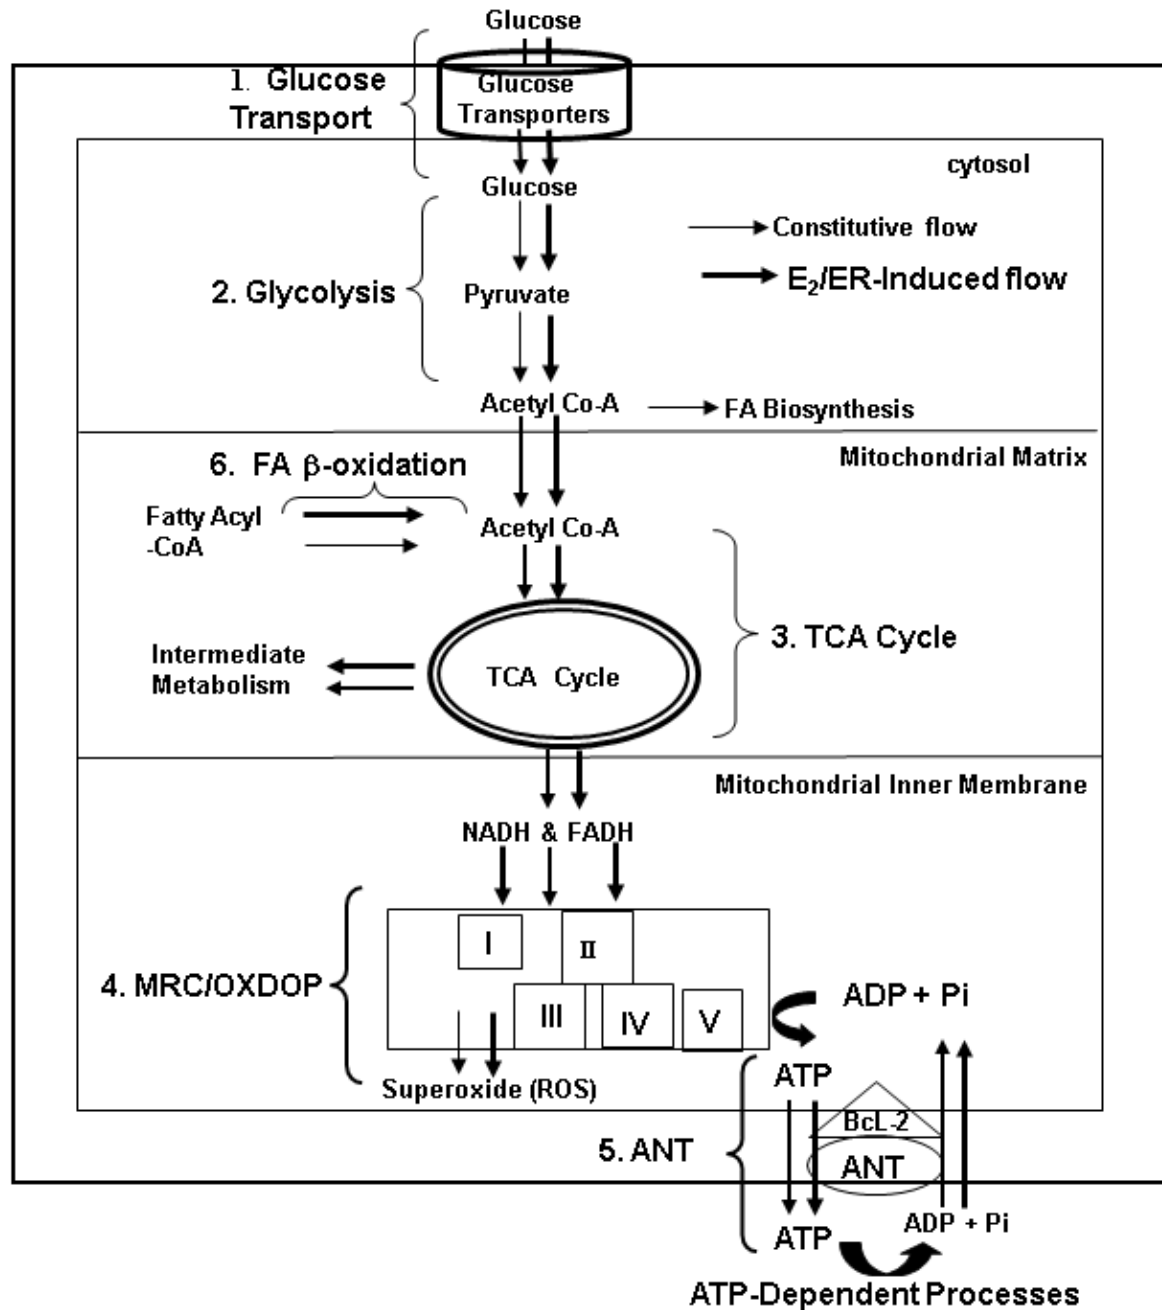 Glucose
1. Glucose
Transport
Glucose
Transporters
cytosol
Glucose
Constitutive flow
E2/ER-Induced flow
2. Glycolysis
Pyruvate
Acetyl Co-A
FA Biosynthesis
Mitochondrial Matrix
6. FA β-oxidation
Fatty Acyl
-CoA
Acetyl Co-A
3. TCA Cycle
Intermediate
Metabolism
TCA Cycle
Mitochondrial Inner Membrane
NADH & FADH
I
II
III
IV
V
4. MRC/OXDOP
ADP + Pi
Superoxide (ROS)
ATP
BcL-2
5. ANT
ANT
ATP
ADP + Pi
ATP-Dependent Processes